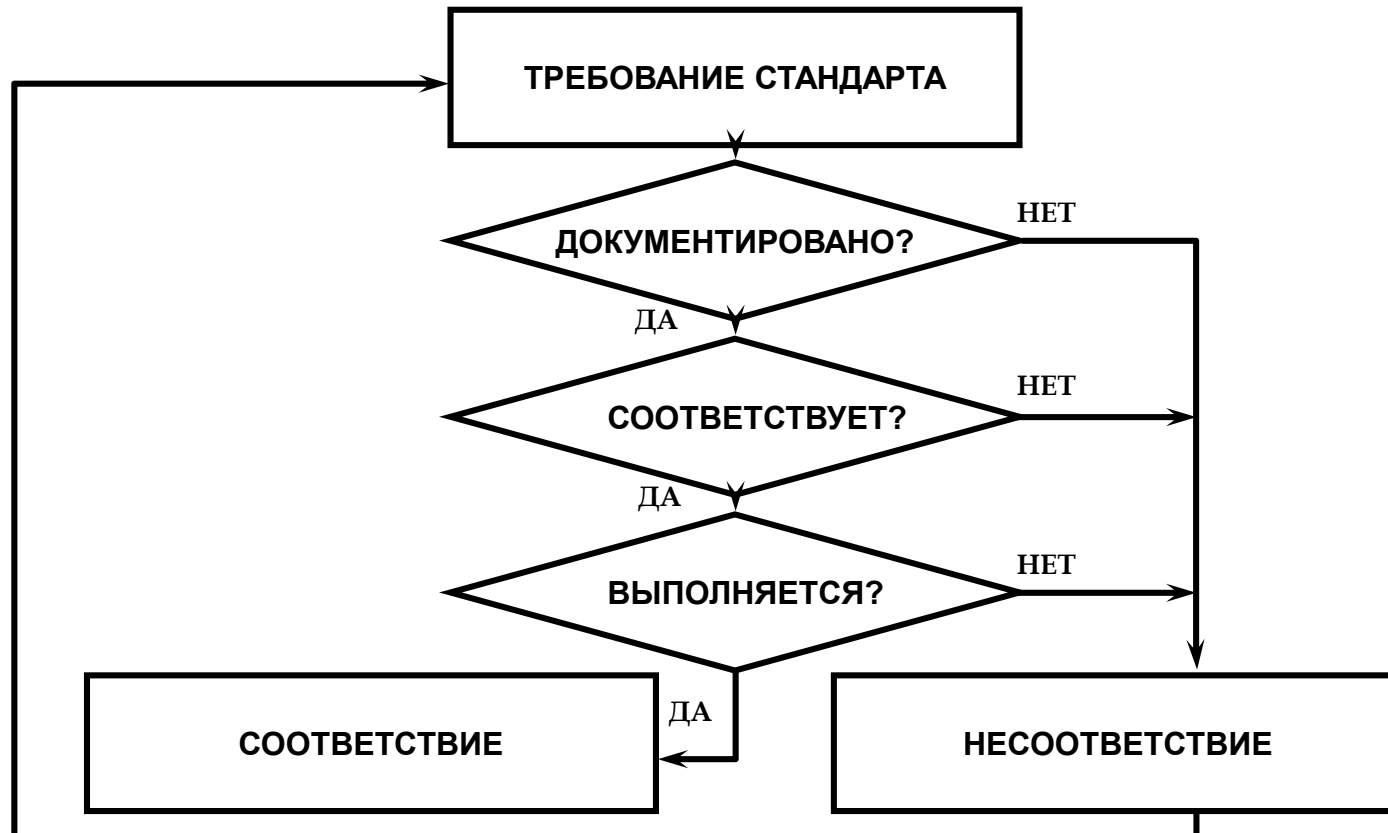 ТРЕБОВАНИЕ СТАНДАРТА
НЕТ
ДОКУМЕНТИРОВАНО?
ДА
НЕТ
СООТВЕТСТВУЕТ?
ДА
НЕТ
ВЫПОЛНЯЕТСЯ?
ДА
СООТВЕТСТВИЕ
НЕСООТВЕТСТВИЕ